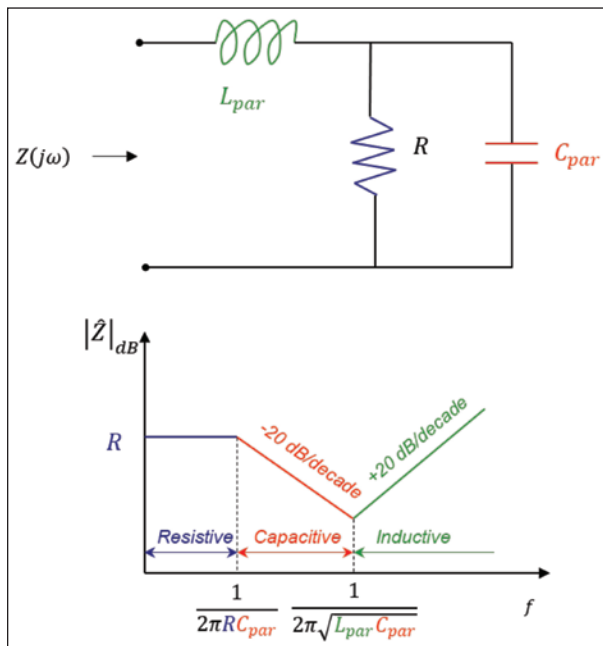 L_par
Z(jω)
R
C_par
|Ẑ|_dB
R
-20 dB/decade
+20 dB/decade
Resistive
Capacitive
Inductive
1/(2πRC_par)
1/(2π√(L_par C_par))
f